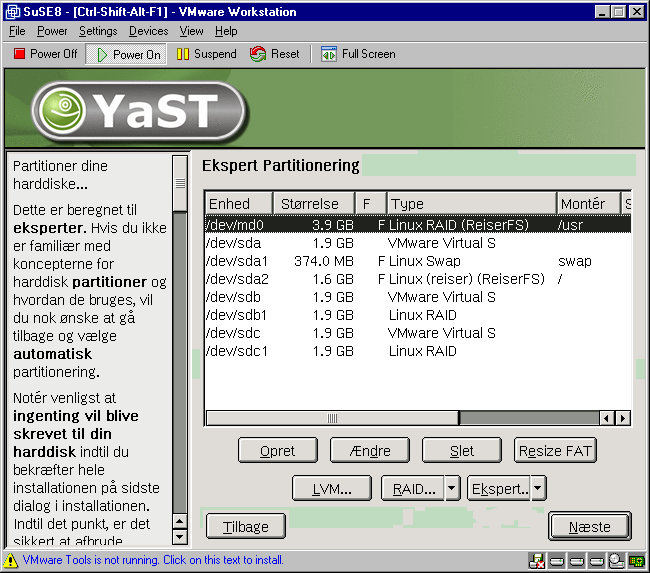 SuSE8 - [Ctrl-Shift-Alt-F1] - VMware Workstation
File Power Settings Devices View Help
Power Off Power On Suspend Reset Full Screen
YaST
Partitioner dine
harddiske...
Dette er beregnet til
eksperter. Hvis du ikke
er familiær med
koncepterne for
harddisk partitioner og
hvordan de bruges, vil
du nok ønske at gå
tilbage og vælge
automatisk
partitionering.
Notér venligst at
ingenting vil blive
skrevet til din
harddisk indtil du
bekræfter hele
installationen på sidste
dialog i installationen.
Indtil det punkt, er det
sikkert at afbryde
Ekspert Partitionering
Enhed Størrelse F Type Montér S
/dev/md0 3.9 GB F Linux RAID (ReiserFS) /usr
/dev/sda 1.9 GB VMware Virtual S
/dev/sda1 374.0 MB F Linux Swap swap
/dev/sda2 1.6 GB F Linux (reiser) (ReiserFS) /
/dev/sdb 1.9 GB VMware Virtual S
/dev/sdb1 1.9 GB Linux RAID
/dev/sdc 1.9 GB VMware Virtual S
/dev/sdc1 1.9 GB Linux RAID
Opret Ændre Slet Resize FAT
LVM... RAID... Ekspert..
Tilbage Næste
VMware Tools is not running. Click on this text to install.